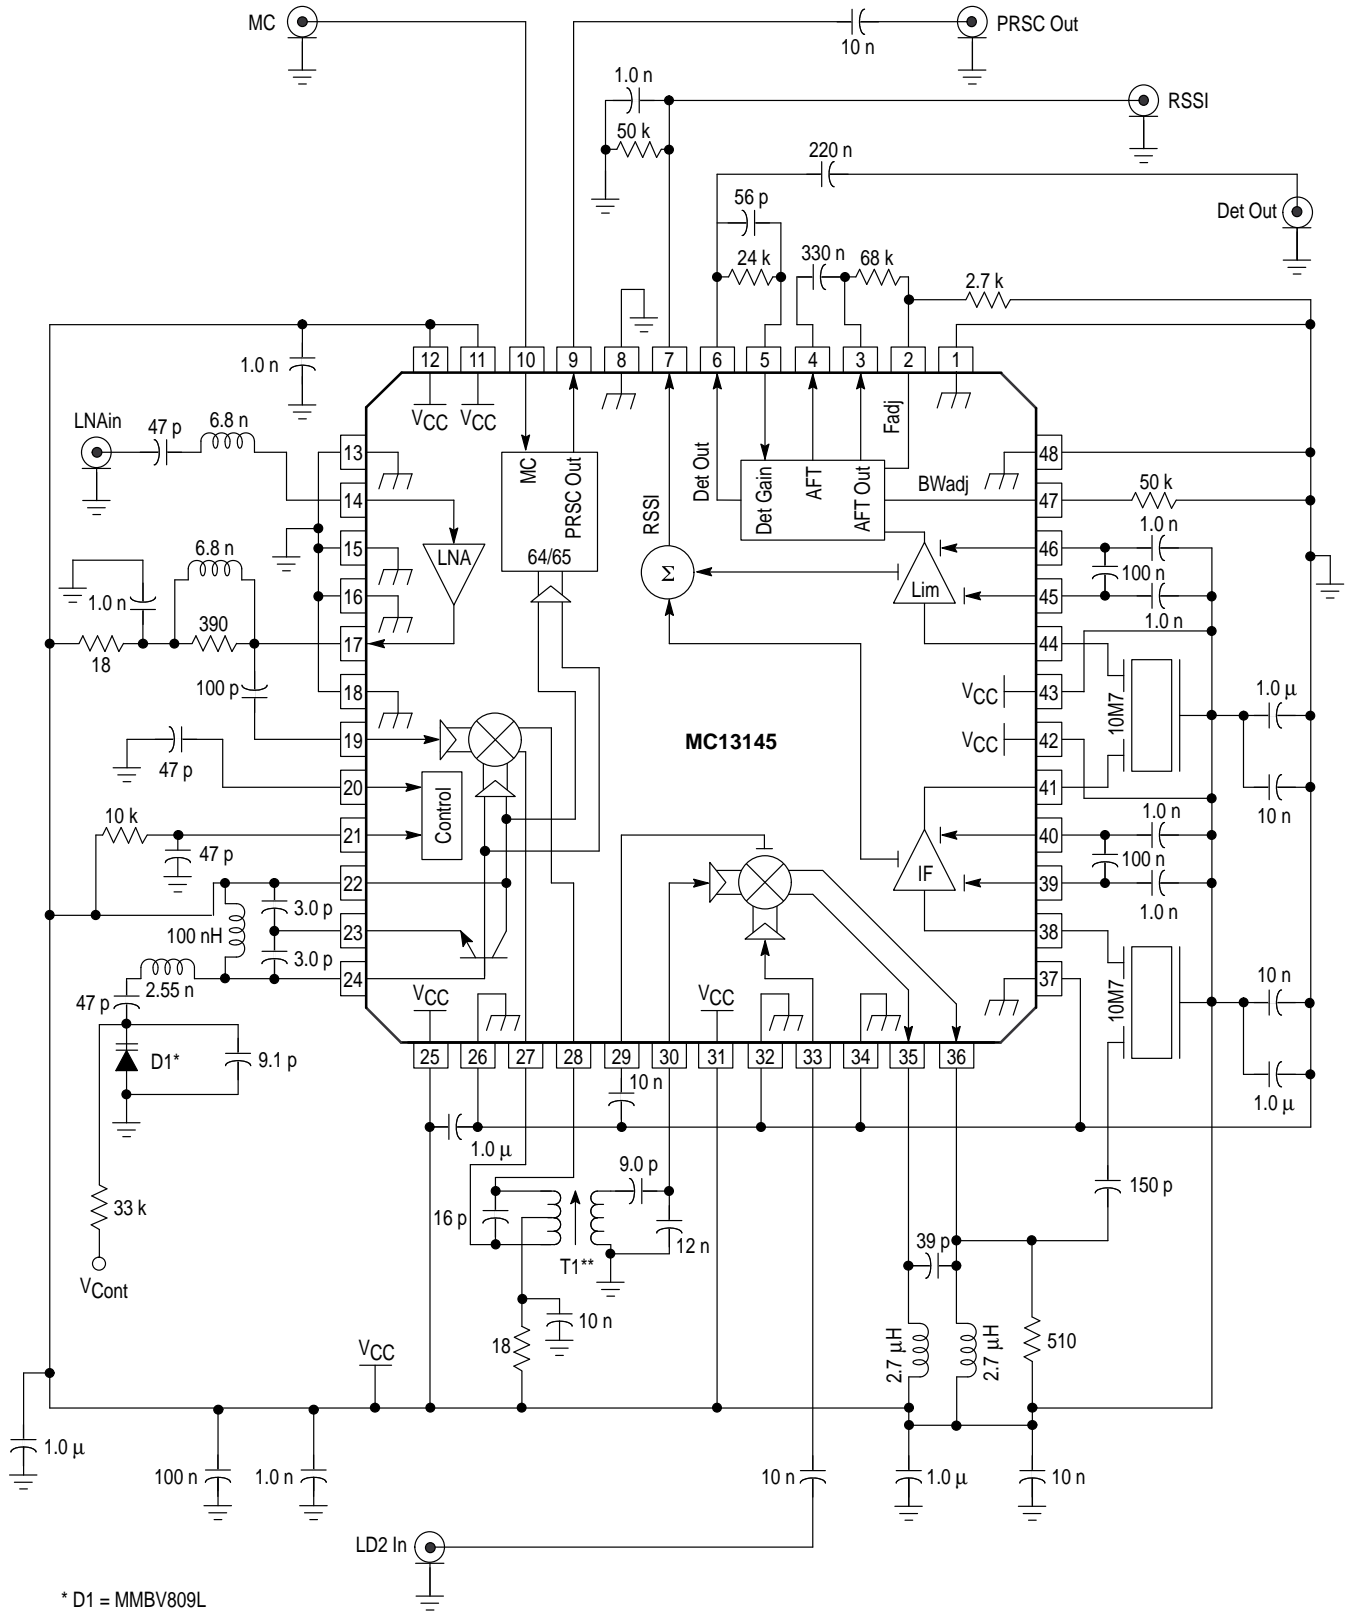 MC
PRSC Out
10 n
1.0 n
RSSI
50 k
220 n
Det Out
56 p
24 k
330 n
68 k
2.7 k
1.0 n
12
11
10
9
8
7
6
5
4
3
2
1
VCC
VCC
LNAin
47 p
6.8 n
13
14
15
16
17
18
19
20
21
22
23
24
MC
PRSC Out
64/65
LNA
RSSI
Det Out
Det Gain
AFT
AFT Out
Fadj
BWadj
Σ
Lim
48
47
46
45
44
43
42
41
40
39
38
37
50 k
1.0 n
100 n
1.0 n
6.8 n
1.0 n
390
18
100 p
47 p
VCC
VCC
10M7
1.0 µ
10 n
MC13145
Control
10 k
47 p
IF
1.0 n
100 n
1.0 n
3.0 p
100 nH
3.0 p
2.55 n
47 p
D1*
9.1 p
VCC
VCC
10M7
10 n
1.0 µ
25
26
27
28
29
30
31
32
33
34
35
36
10 n
1.0 µ
33 k
VCont
16 p
9.0 p
12 n
T1**
150 p
39 p
10 n
18
2.7 µH
2.7 µH
510
VCC
1.0 µ
100 n
1.0 n
10 n
1.0 µ
10 n
LD2 In
* D1 = MMBV809L